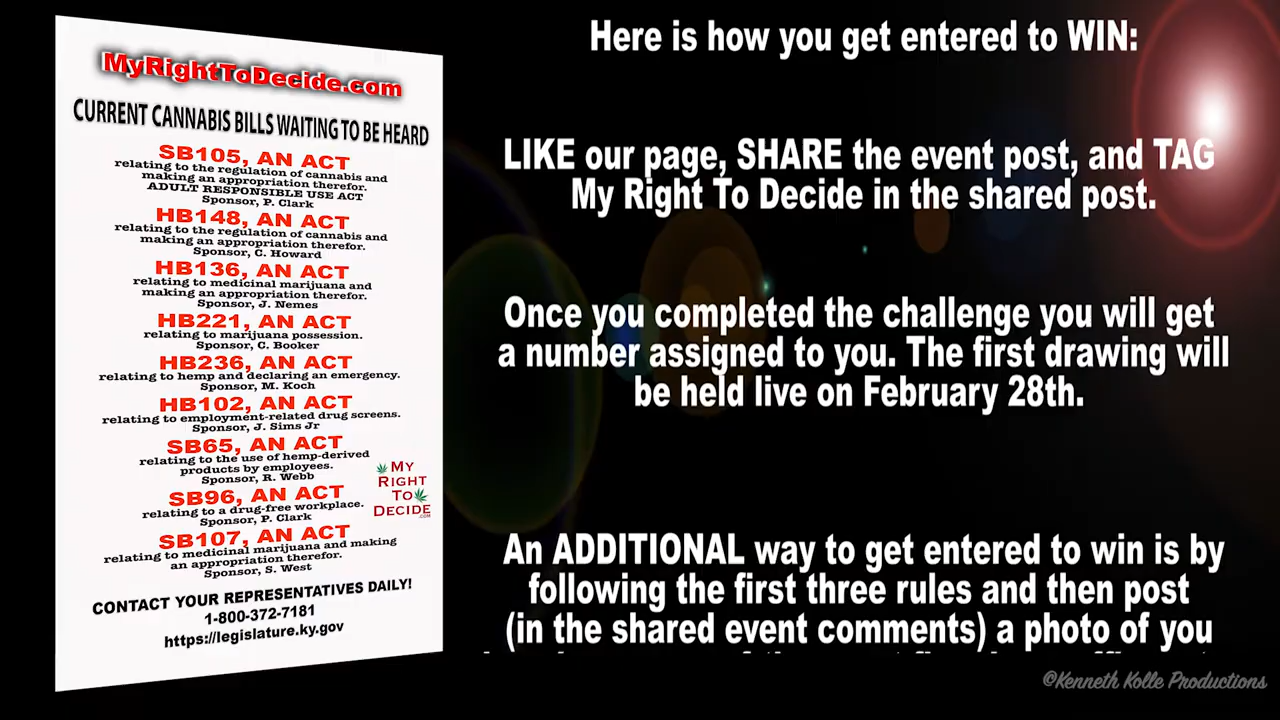 MyRightToDecide.com
CURRENT CANNABIS BILLS WAITING TO BE HEARD
SB105, AN ACT
relating to the regulation of cannabis and
making an appropriation therefor.
ADULT RESPONSIBLE USE ACT
Sponsor, P. Clark
HB148, AN ACT
relating to the regulation of cannabis and
making an appropriation therefor.
Sponsor, C. Howard
HB136, AN ACT
relating to medicinal marijuana and
making an appropriation therefor.
Sponsor, J. Nemes
HB221, AN ACT
relating to marijuana possession.
Sponsor, C. Booker
HB236, AN ACT
relating to hemp and declaring an emergency.
Sponsor, M. Koch
HB102, AN ACT
relating to employment-related drug screens.
Sponsor, J. Sims Jr
SB65, AN ACT
relating to the use of hemp-derived
products by employees.
Sponsor, R. Webb
SB96, AN ACT
relating to a drug-free workplace.
Sponsor, P. Clark
SB107, AN ACT
relating to medicinal marijuana and making
an appropriation therefor.
Sponsor, S. West
MY
RIGHT
TO
DECIDE
.COM
CONTACT YOUR REPRESENTATIVES DAILY!
1-800-372-7181
https://legislature.ky.gov
Here is how you get entered to WIN:
LIKE our page, SHARE the event post, and TAG
My Right To Decide in the shared post.
Once you completed the challenge you will get
a number assigned to you. The first drawing will
be held live on February 28th.
An ADDITIONAL way to get entered to win is by
following the first three rules and then post
(in the shared event comments) a photo of you
©Kenneth Kolle Productions